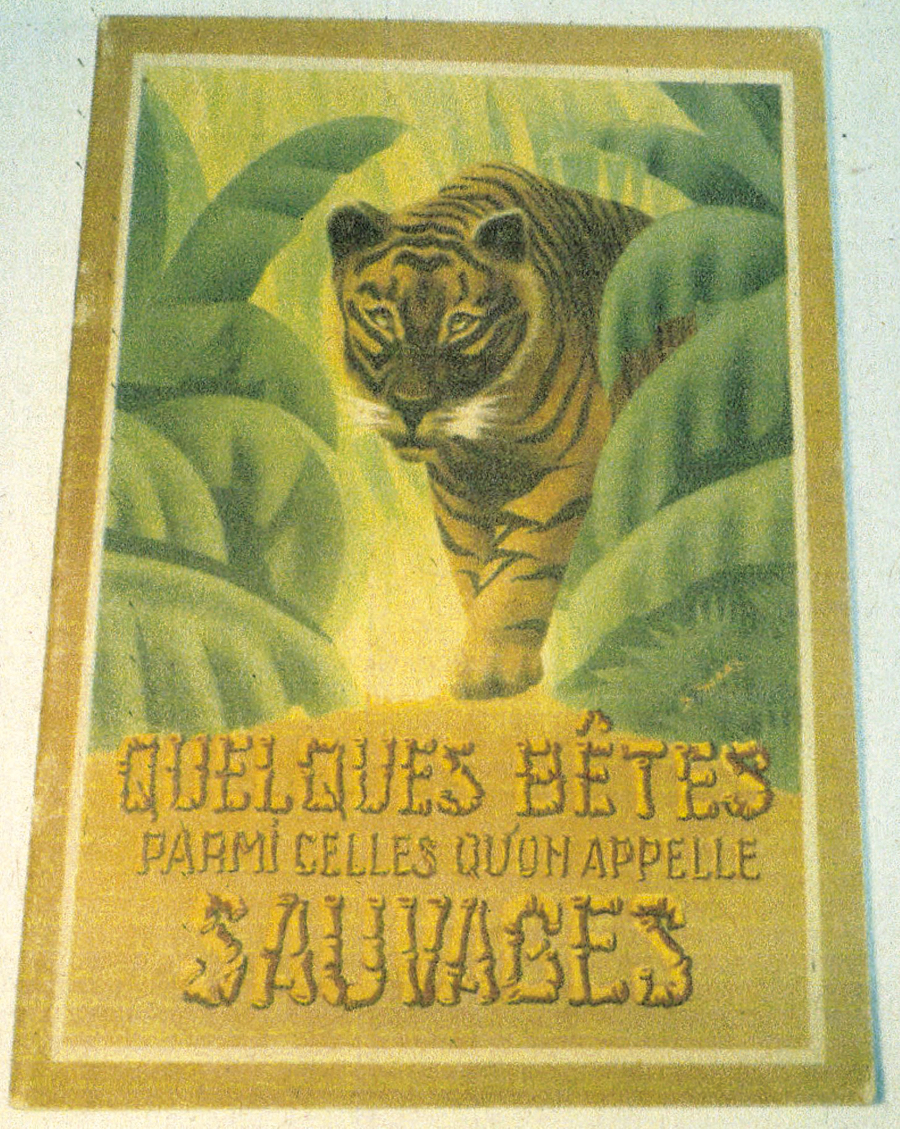 QUELQUES BÊTES
PARMI CELLES QU'ON APPELLE
SAUVAGES